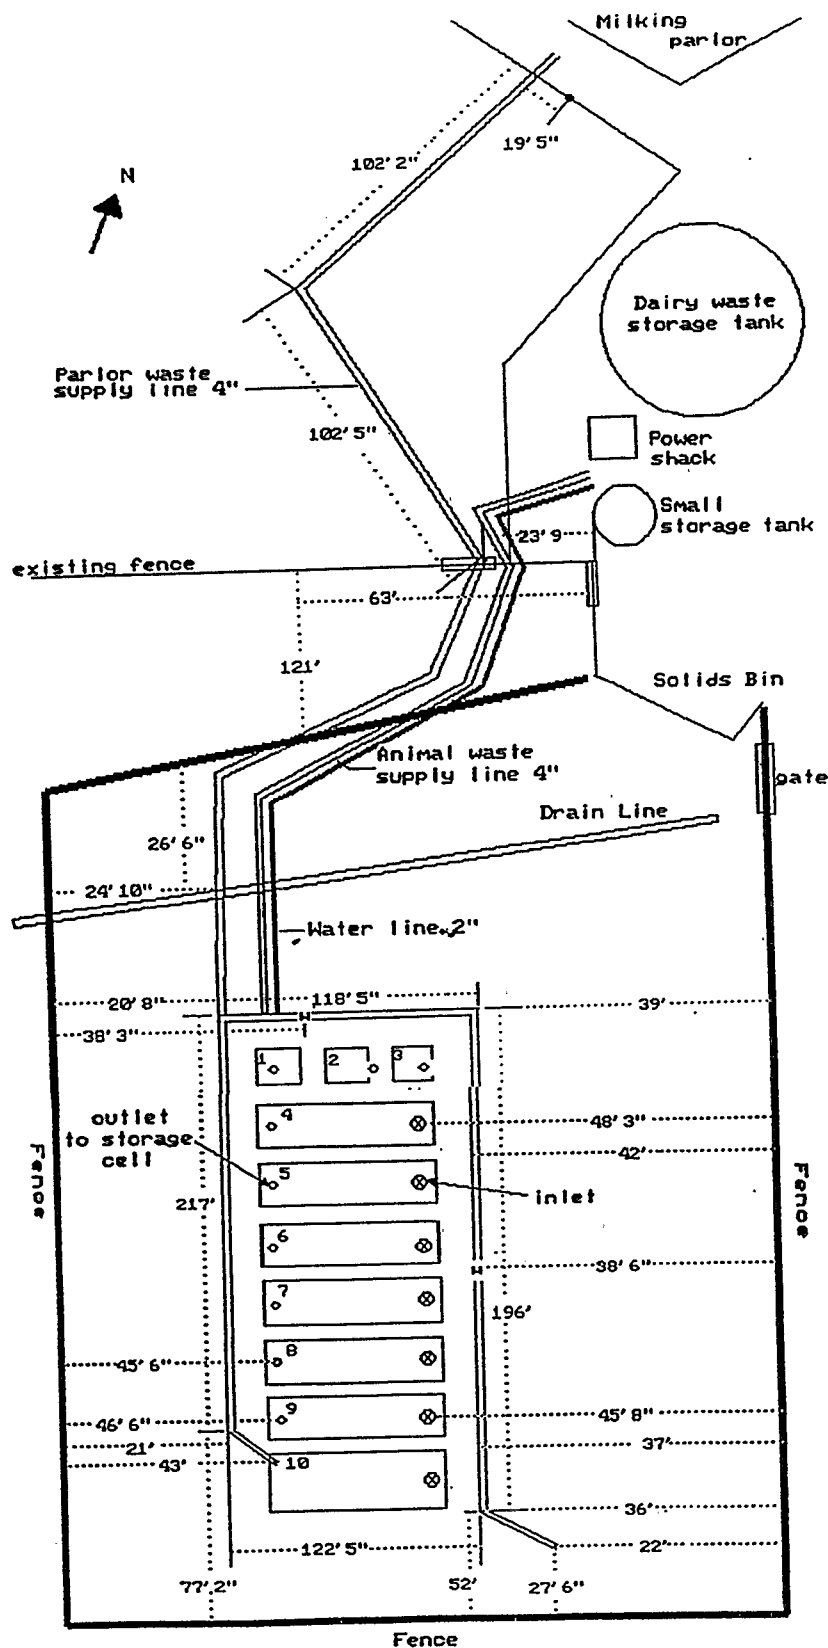 Milking
parlor
19' 5"
102' 2"
N
Dairy waste
storage tank
Parlor waste
supply line 4"
102' 5"
Power
shack
Small
storage tank
23' 9
existing fence
63'
121'
Solids Bin
Animal waste
supply line 4"
gate
Drain Line
26' 6"
24' 10"
Water line 2"
20' 8"
118' 5"
39'
38' 3"
1
2
3
outlet
to storage
cell
4
48' 3"
42'
Fence
5
inlet
Fence
217'
6
38' 6"
7
196'
8
45' 6"
9
46' 6"
45' 8"
21'
37'
43'
10
36'
122' 5"
22'
77' 2"
52'
27' 6"
Fence